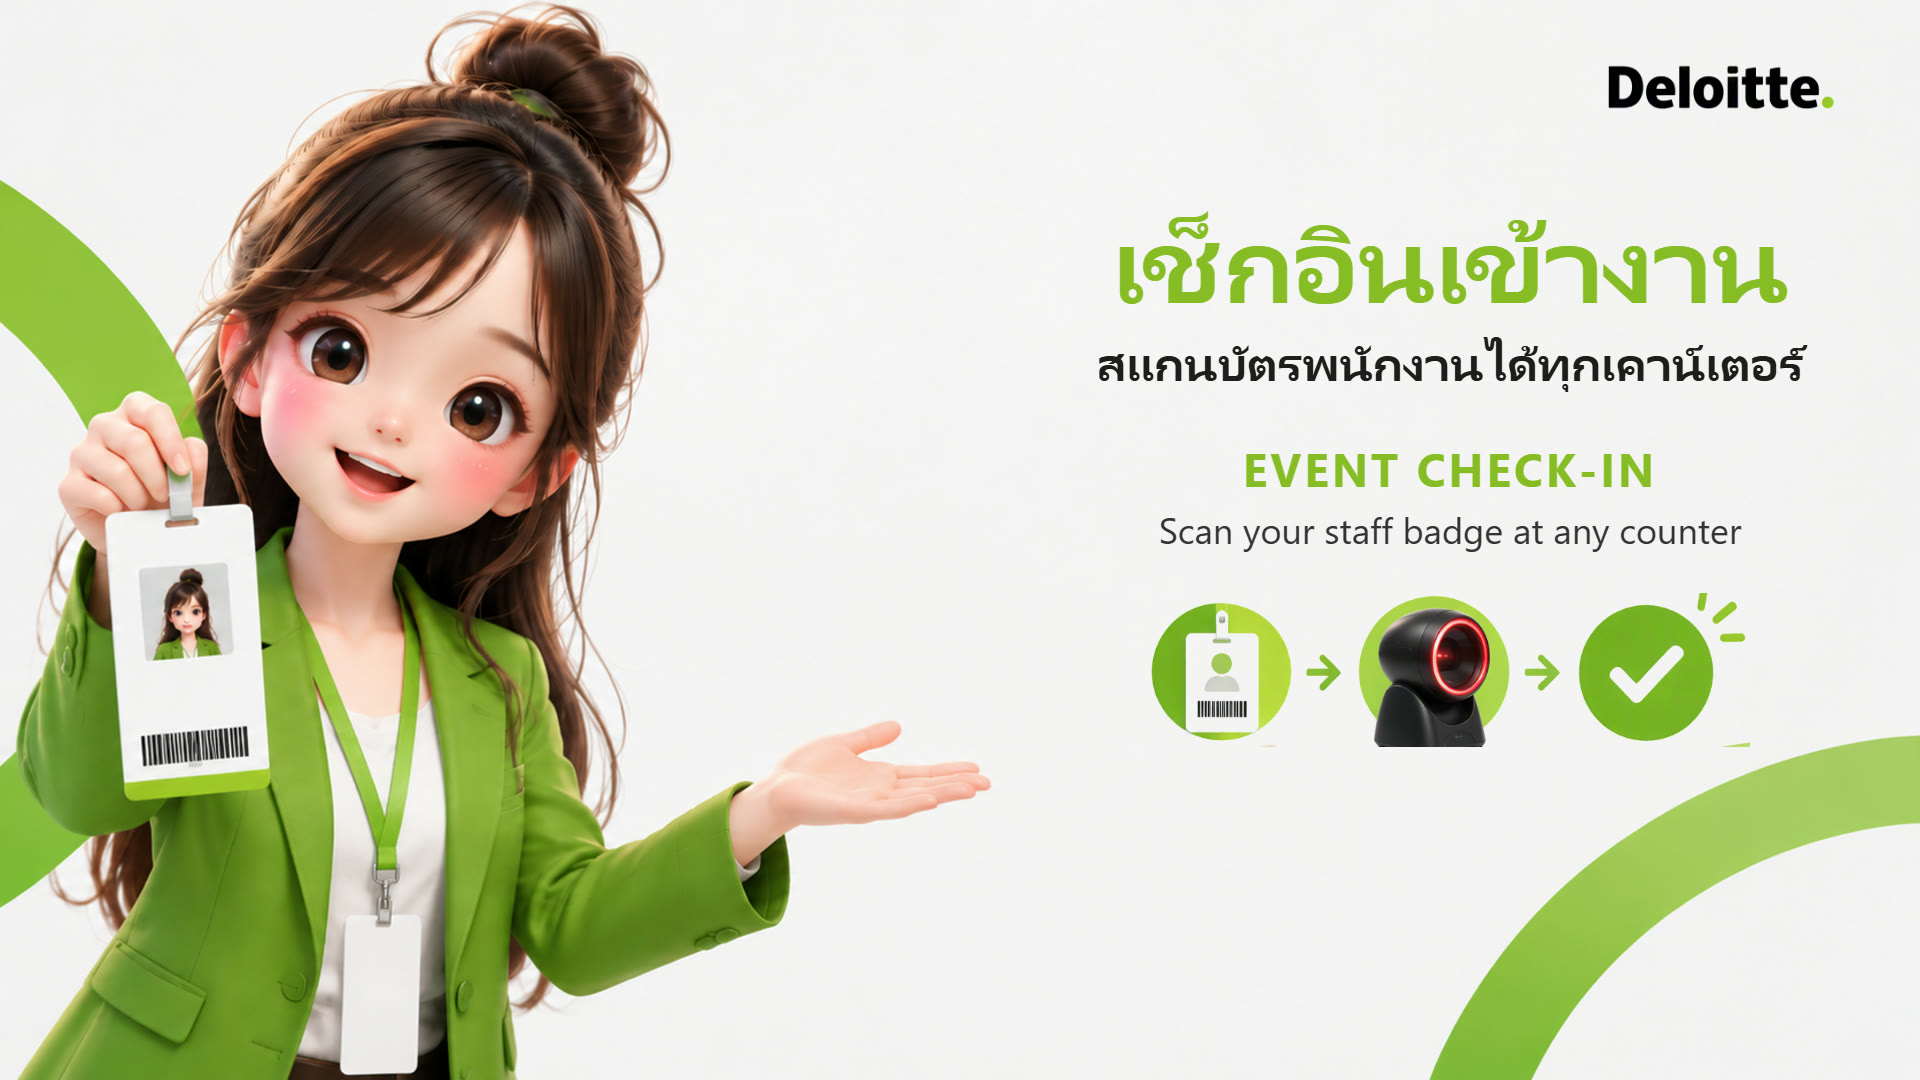 Deloitte.
เช็กอินเข้างาน
สแกนบัตรพนักงานได้ทุกเคาน์เตอร์
EVENT CHECK-IN
Scan your staff badge at any counter